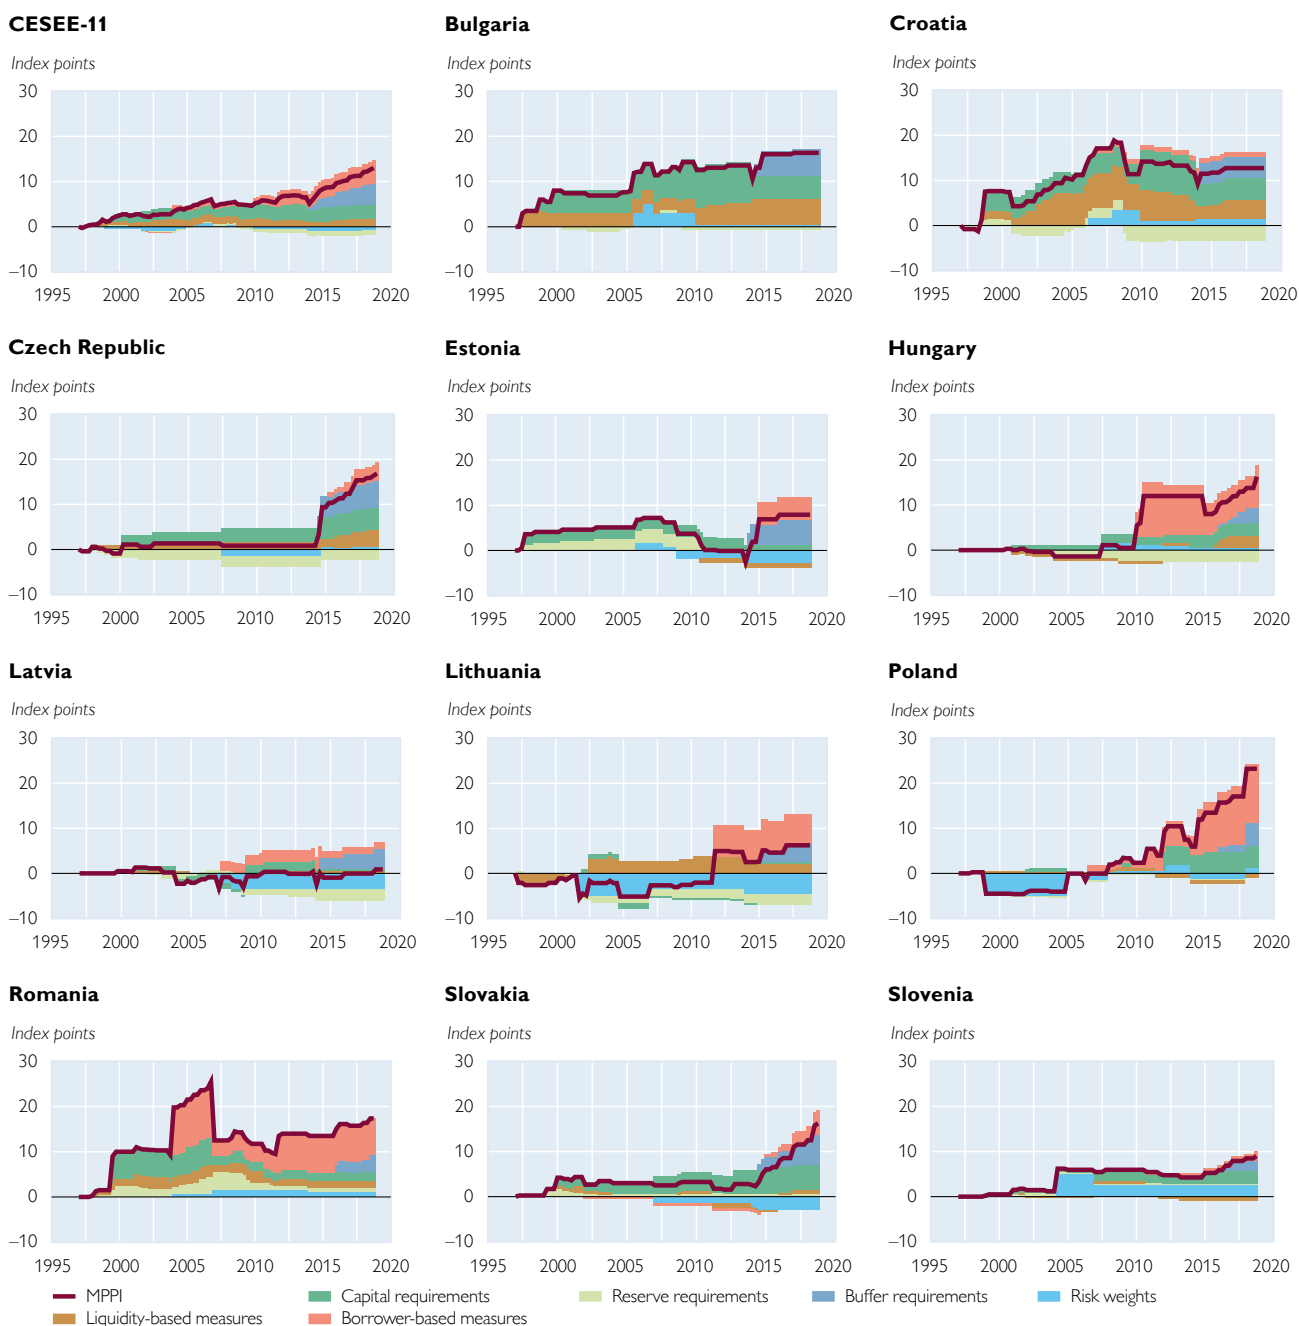 CESEE-11 Bulgaria Croatia
Index points Index points Index points
30 30 30
20 20 20
10 10 10
0 0 0
–10 –10 –10
1995 2000 2005 2010 2015 2020 1995 2000 2005 2010 2015 2020 1995 2000 2005 2010 2015 2020
Czech Republic Estonia Hungary
Index points Index points Index points
30 30 30
20 20 20
10 10 10
0 0 0
–10 –10 –10
1995 2000 2005 2010 2015 2020 1995 2000 2005 2010 2015 2020 1995 2000 2005 2010 2015 2020
Latvia Lithuania Poland
Index points Index points Index points
30 30 30
20 20 20
10 10 10
0 0 0
–10 –10 –10
1995 2000 2005 2010 2015 2020 1995 2000 2005 2010 2015 2020 1995 2000 2005 2010 2015 2020
Romania Slovakia Slovenia
Index points Index points Index points
30 30 30
20 20 20
10 10 10
0 0 0
–10 –10 –10
1995 2000 2005 2010 2015 2020 1995 2000 2005 2010 2015 2020 1995 2000 2005 2010 2015 2020
MPPI Capital requirements Reserve requirements Buffer requirements Risk weights
Liquidity-based measures Borrower-based measures